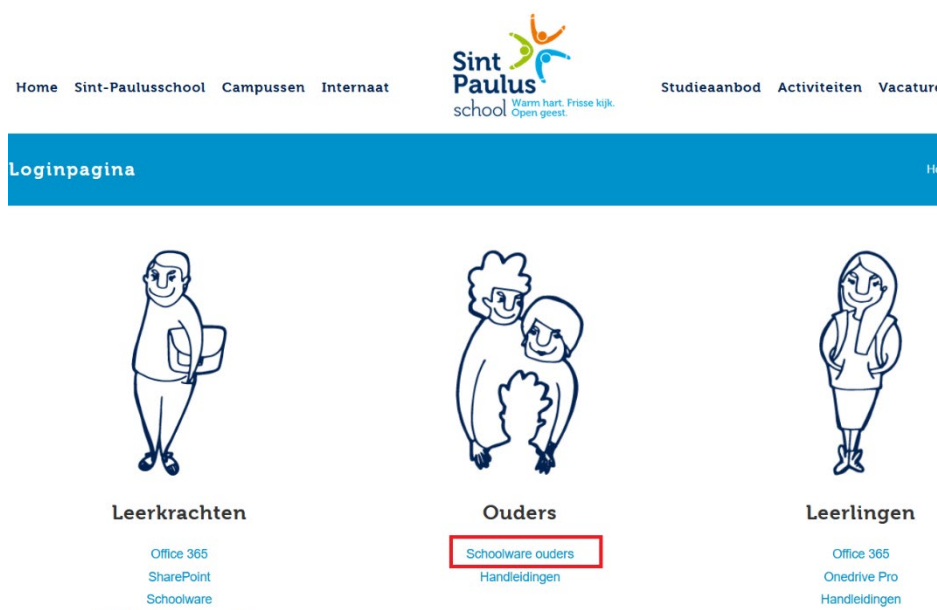 Home Sint-Paulusschool Campussen Internaat
Sint
Paulus
school
Warm hart. Frisse kijk.
Open geest.
Studieaanbod Activiteiten
Loginpagina
Leerkrachten
Office 365
SharePoint
Schoolware
Ouders
Schoolware ouders
Handleidingen
Leerlingen
Office 365
Onedrive Pro
Handleidingen